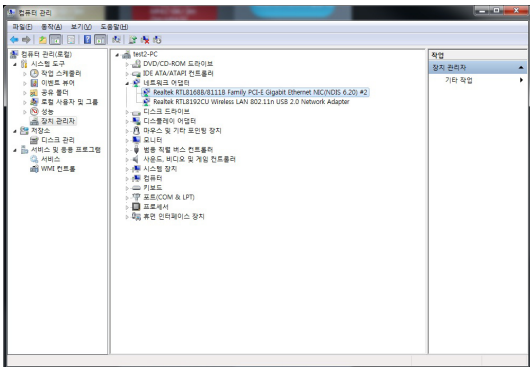 컴퓨터 관리
파일(F) 동작(A) 보기(V) 도움말(H)
컴퓨터 관리(로컬)
시스템 도구
작업 스케줄러
이벤트 뷰어
공유 폴더
로컬 사용자 및 그룹
성능
장치 관리자
저장소
디스크 관리
서비스 및 응용 프로그램
서비스
WMI 컨트롤
test2-PC
DVD/CD-ROM 드라이브
IDE ATA/ATAPI 컨트롤러
네트워크 어댑터
Realtek RTL8168B/8111B Family PCI-E Gigabit Ethernet NIC(NDIS 6.20) #2
Realtek RTL8192CU Wireless LAN 802.11n USB 2.0 Network Adapter
디스크 드라이브
디스플레이 어댑터
마우스 및 기타 포인팅 장치
모니터
범용 직렬 버스 컨트롤러
사운드, 비디오 및 게임 컨트롤러
시스템 장치
컴퓨터
키보드
포트(COM & LPT)
프로세서
휴먼 인터페이스 장치
작업
장치 관리자
기타 작업